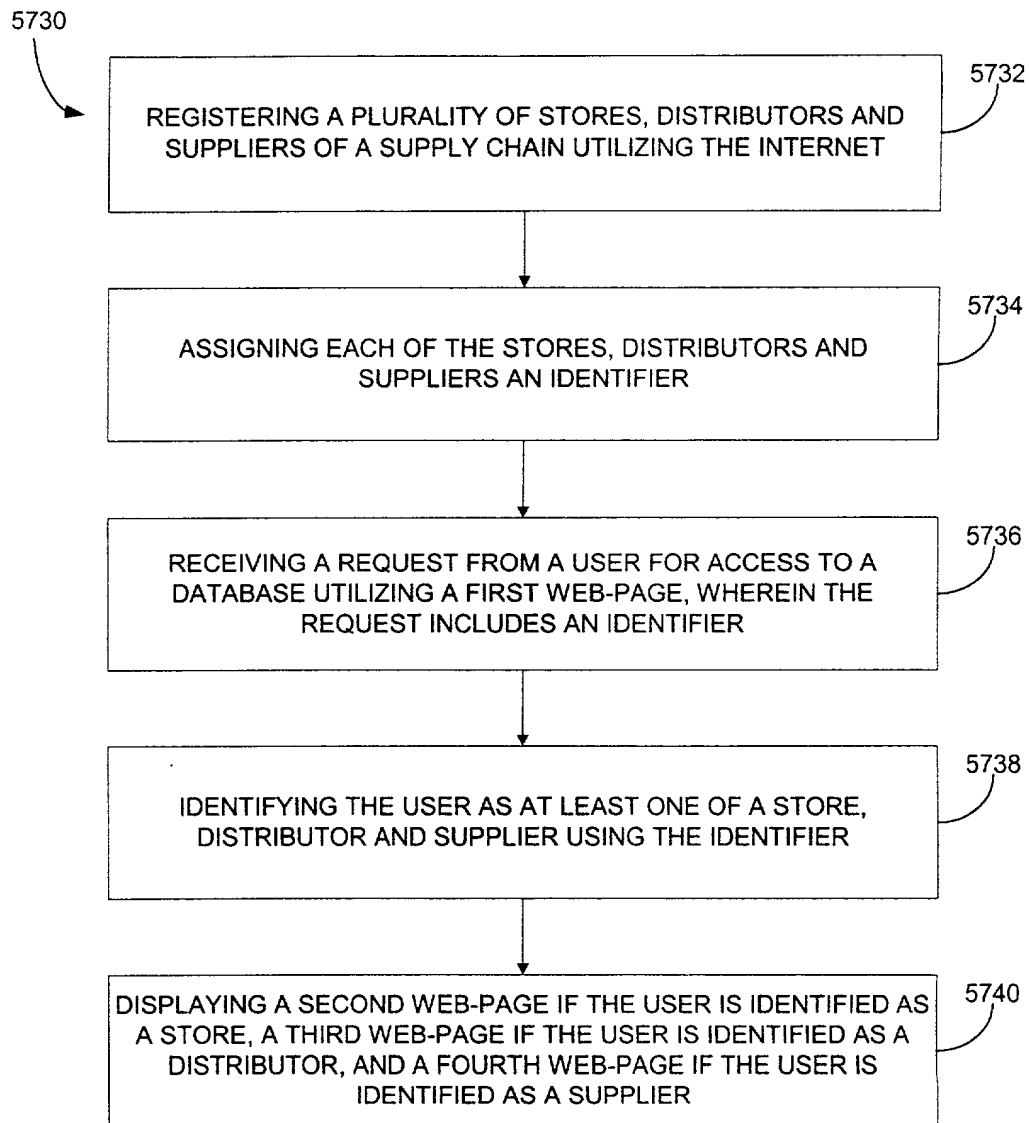 5730
5732
REGISTERING A PLURALITY OF STORES, DISTRIBUTORS AND
SUPPLIERS OF A SUPPLY CHAIN UTILIZING THE INTERNET
5734
ASSIGNING EACH OF THE STORES, DISTRIBUTORS AND
SUPPLIERS AN IDENTIFIER
5736
RECEIVING A REQUEST FROM A USER FOR ACCESS TO A
DATABASE UTILIZING A FIRST WEB-PAGE, WHEREIN THE
REQUEST INCLUDES AN IDENTIFIER
5738
IDENTIFYING THE USER AS AT LEAST ONE OF A STORE,
DISTRIBUTOR AND SUPPLIER USING THE IDENTIFIER
5740
DISPLAYING A SECOND WEB-PAGE IF THE USER IS IDENTIFIED AS
A STORE, A THIRD WEB-PAGE IF THE USER IS IDENTIFIED AS A
DISTRIBUTOR, AND A FOURTH WEB-PAGE IF THE USER IS
IDENTIFIED AS A SUPPLIER